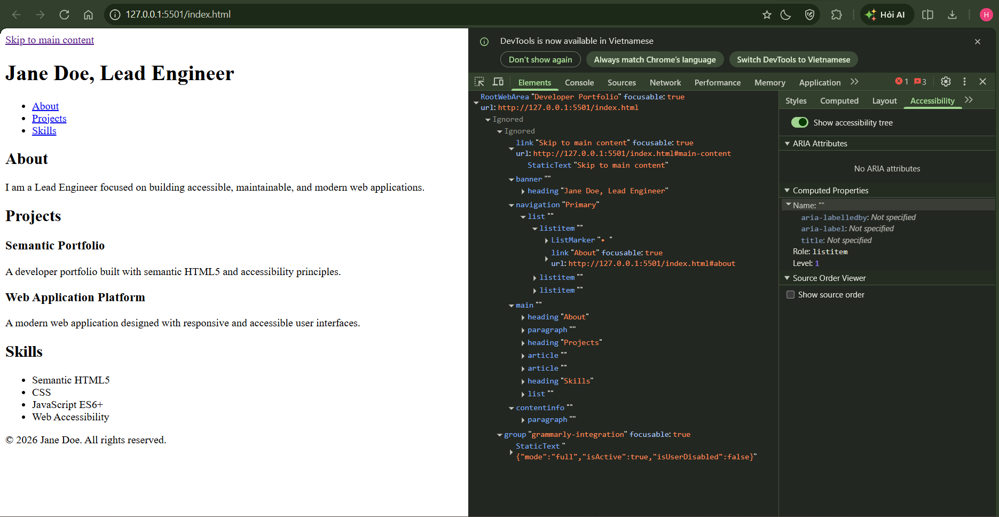 127.0.0.1:5501/index.html
Hỏi AI
H
Skip to main content
Jane Doe, Lead Engineer
• About
• Projects
• Skills
About
I am a Lead Engineer focused on building accessible, maintainable, and modern web applications.
Projects
Semantic Portfolio
A developer portfolio built with semantic HTML5 and accessibility principles.
Web Application Platform
A modern web application designed with responsive and accessible user interfaces.
Skills
• Semantic HTML5
• CSS
• JavaScript ES6+
• Web Accessibility
© 2026 Jane Doe. All rights reserved.
DevTools is now available in Vietnamese
Don't show again Always match Chrome's language Switch DevTools to Vietnamese
Elements Console Sources Network Performance Memory Application 1 3
RootWebArea "Developer Portfolio" focusable: true
url: http://127.0.0.1:5501/index.html
Ignored
Ignored
link "Skip to main content" focusable: true
url: http://127.0.0.1:5501/index.html#main-content
StaticText "Skip to main content"
banner ""
heading "Jane Doe, Lead Engineer"
navigation "Primary"
list ""
listitem ""
ListMarker "• "
link "About" focusable: true
url: http://127.0.0.1:5501/index.html#about
listitem ""
listitem ""
main ""
heading "About"
paragraph ""
heading "Projects"
article ""
article ""
heading "Skills"
list ""
contentinfo ""
paragraph ""
group "grammarly-integration" focusable: true
StaticText "
{"mode":"full","isActive":true,"isUserDisabled":false}"
Styles Computed Layout Accessibility
Show accessibility tree
ARIA Attributes
No ARIA attributes
Computed Properties
Name: ""
aria-labelledby: Not specified
aria-label: Not specified
title: Not specified
Role: listitem
Level: 1
Source Order Viewer
Show source order